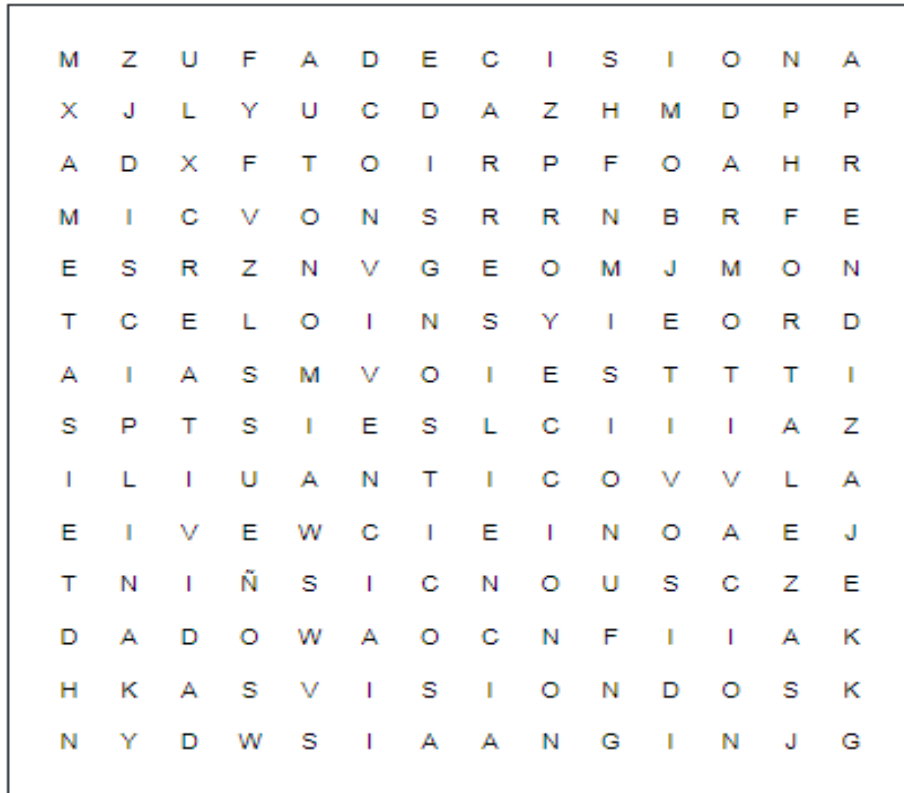 M Z U F A D E C I S I O N A
X J L Y U C D A Z H M D P P
A D X F T O I R P F O A H R
M I C V O N S R R N B R F E
E S R Z N V G E O M J M O N
T C E L O I N S Y I E O R D
A I A S M V O I E S T T T I
S P T S I E S L C I I I A Z
I L I U A N T I C O V V L A
E I V E W C I E I N O A E J
T N I Ñ S I C N O U S C Z E
D A D O W A O C N F I I A K
H K A S V I S I O N D O S K
N Y D W S I A A N G I N J G